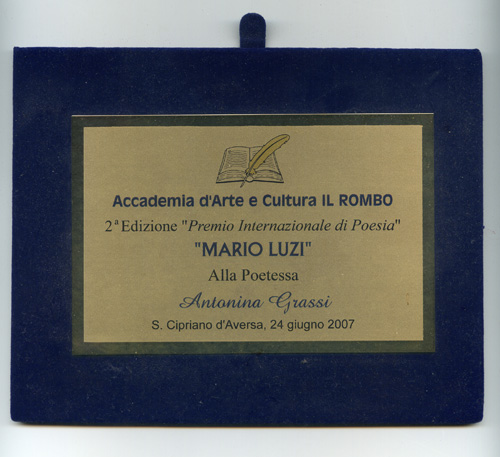 Accademia d'Arte e Cultura IL ROMBO
2ª Edizione "Premio Internazionale di Poesia"
"MARIO LUZI"
Alla Poetessa
Antonina Grassi
S. Cipriano d'Aversa, 24 giugno 2007